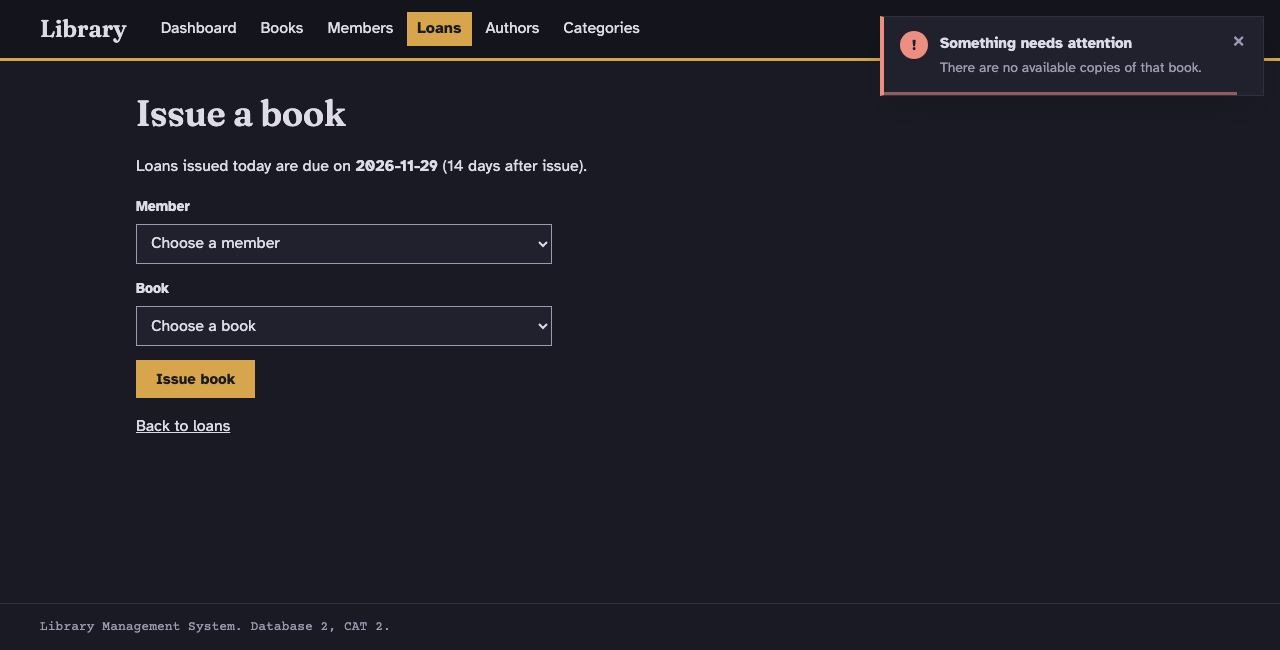 Library
Dashboard Books Members Loans Authors Categories
! Something needs attention ×
There are no available copies of that book.
Issue a book
Loans issued today are due on 2026-11-29 (14 days after issue).
Member
Choose a member
Book
Choose a book
Issue book
Back to loans
Library Management System. Database 2, CAT 2.